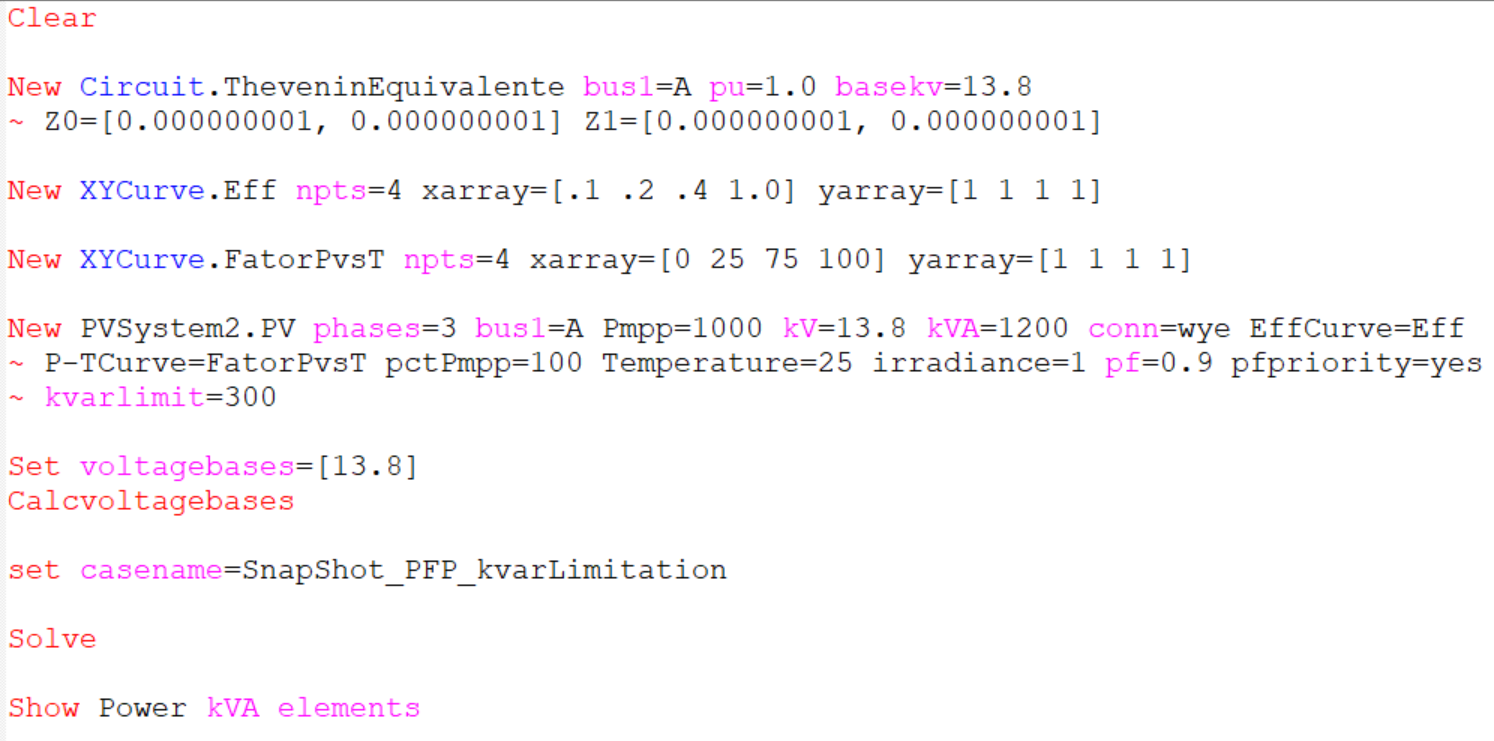 Clear
New Circuit.TheveninEquivalente bus1=A pu=1.0 basekv=13.8
~ Z0=[0.000000001, 0.000000001] Z1=[0.000000001, 0.000000001]
New XYCurve.Eff npts=4 xarray=[.1 .2 .4 1.0] yarray=[1 1 1 1]
New XYCurve.FatorPvsT npts=4 xarray=[0 25 75 100] yarray=[1 1 1 1]
New PVSystem2.PV phases=3 bus1=A Pmpp=1000 kV=13.8 kVA=1200 conn=wye EffCurve=Eff
~ P-TCurve=FatorPvsT pctPmpp=100 Temperature=25 irradiance=1 pf=0.9 pfpriority=yes
~ kvarlimit=300
Set voltagebases=[13.8]
Calcvoltagebases
set casename=SnapShot_PFP_kvarLimitation
Solve
Show Power kVA elements